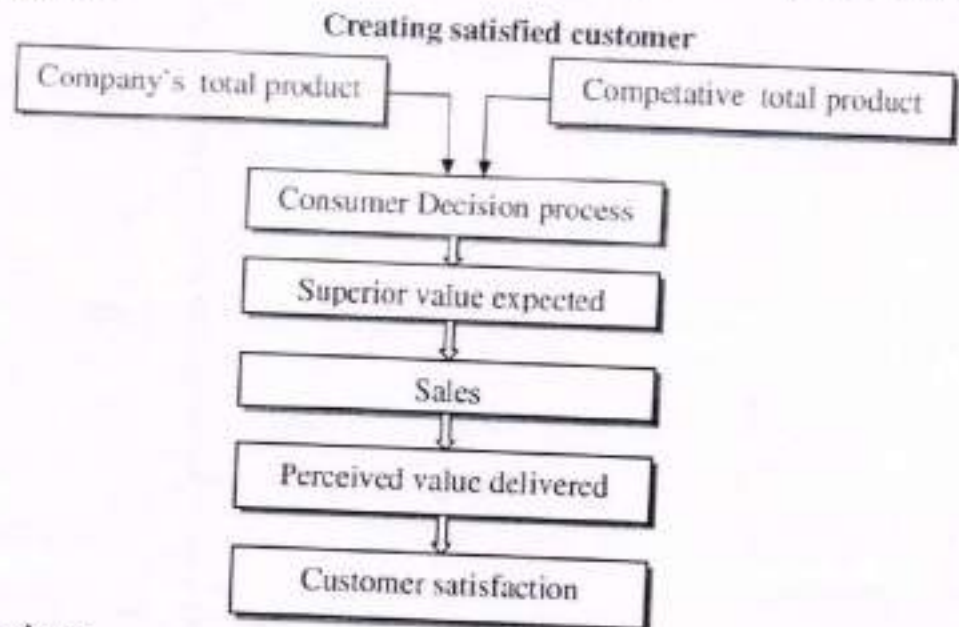 Creating satisfied customer
Company's total product
Competative total product
Consumer Decision process
Superior value expected
Sales
Perceived value delivered
Customer satisfaction